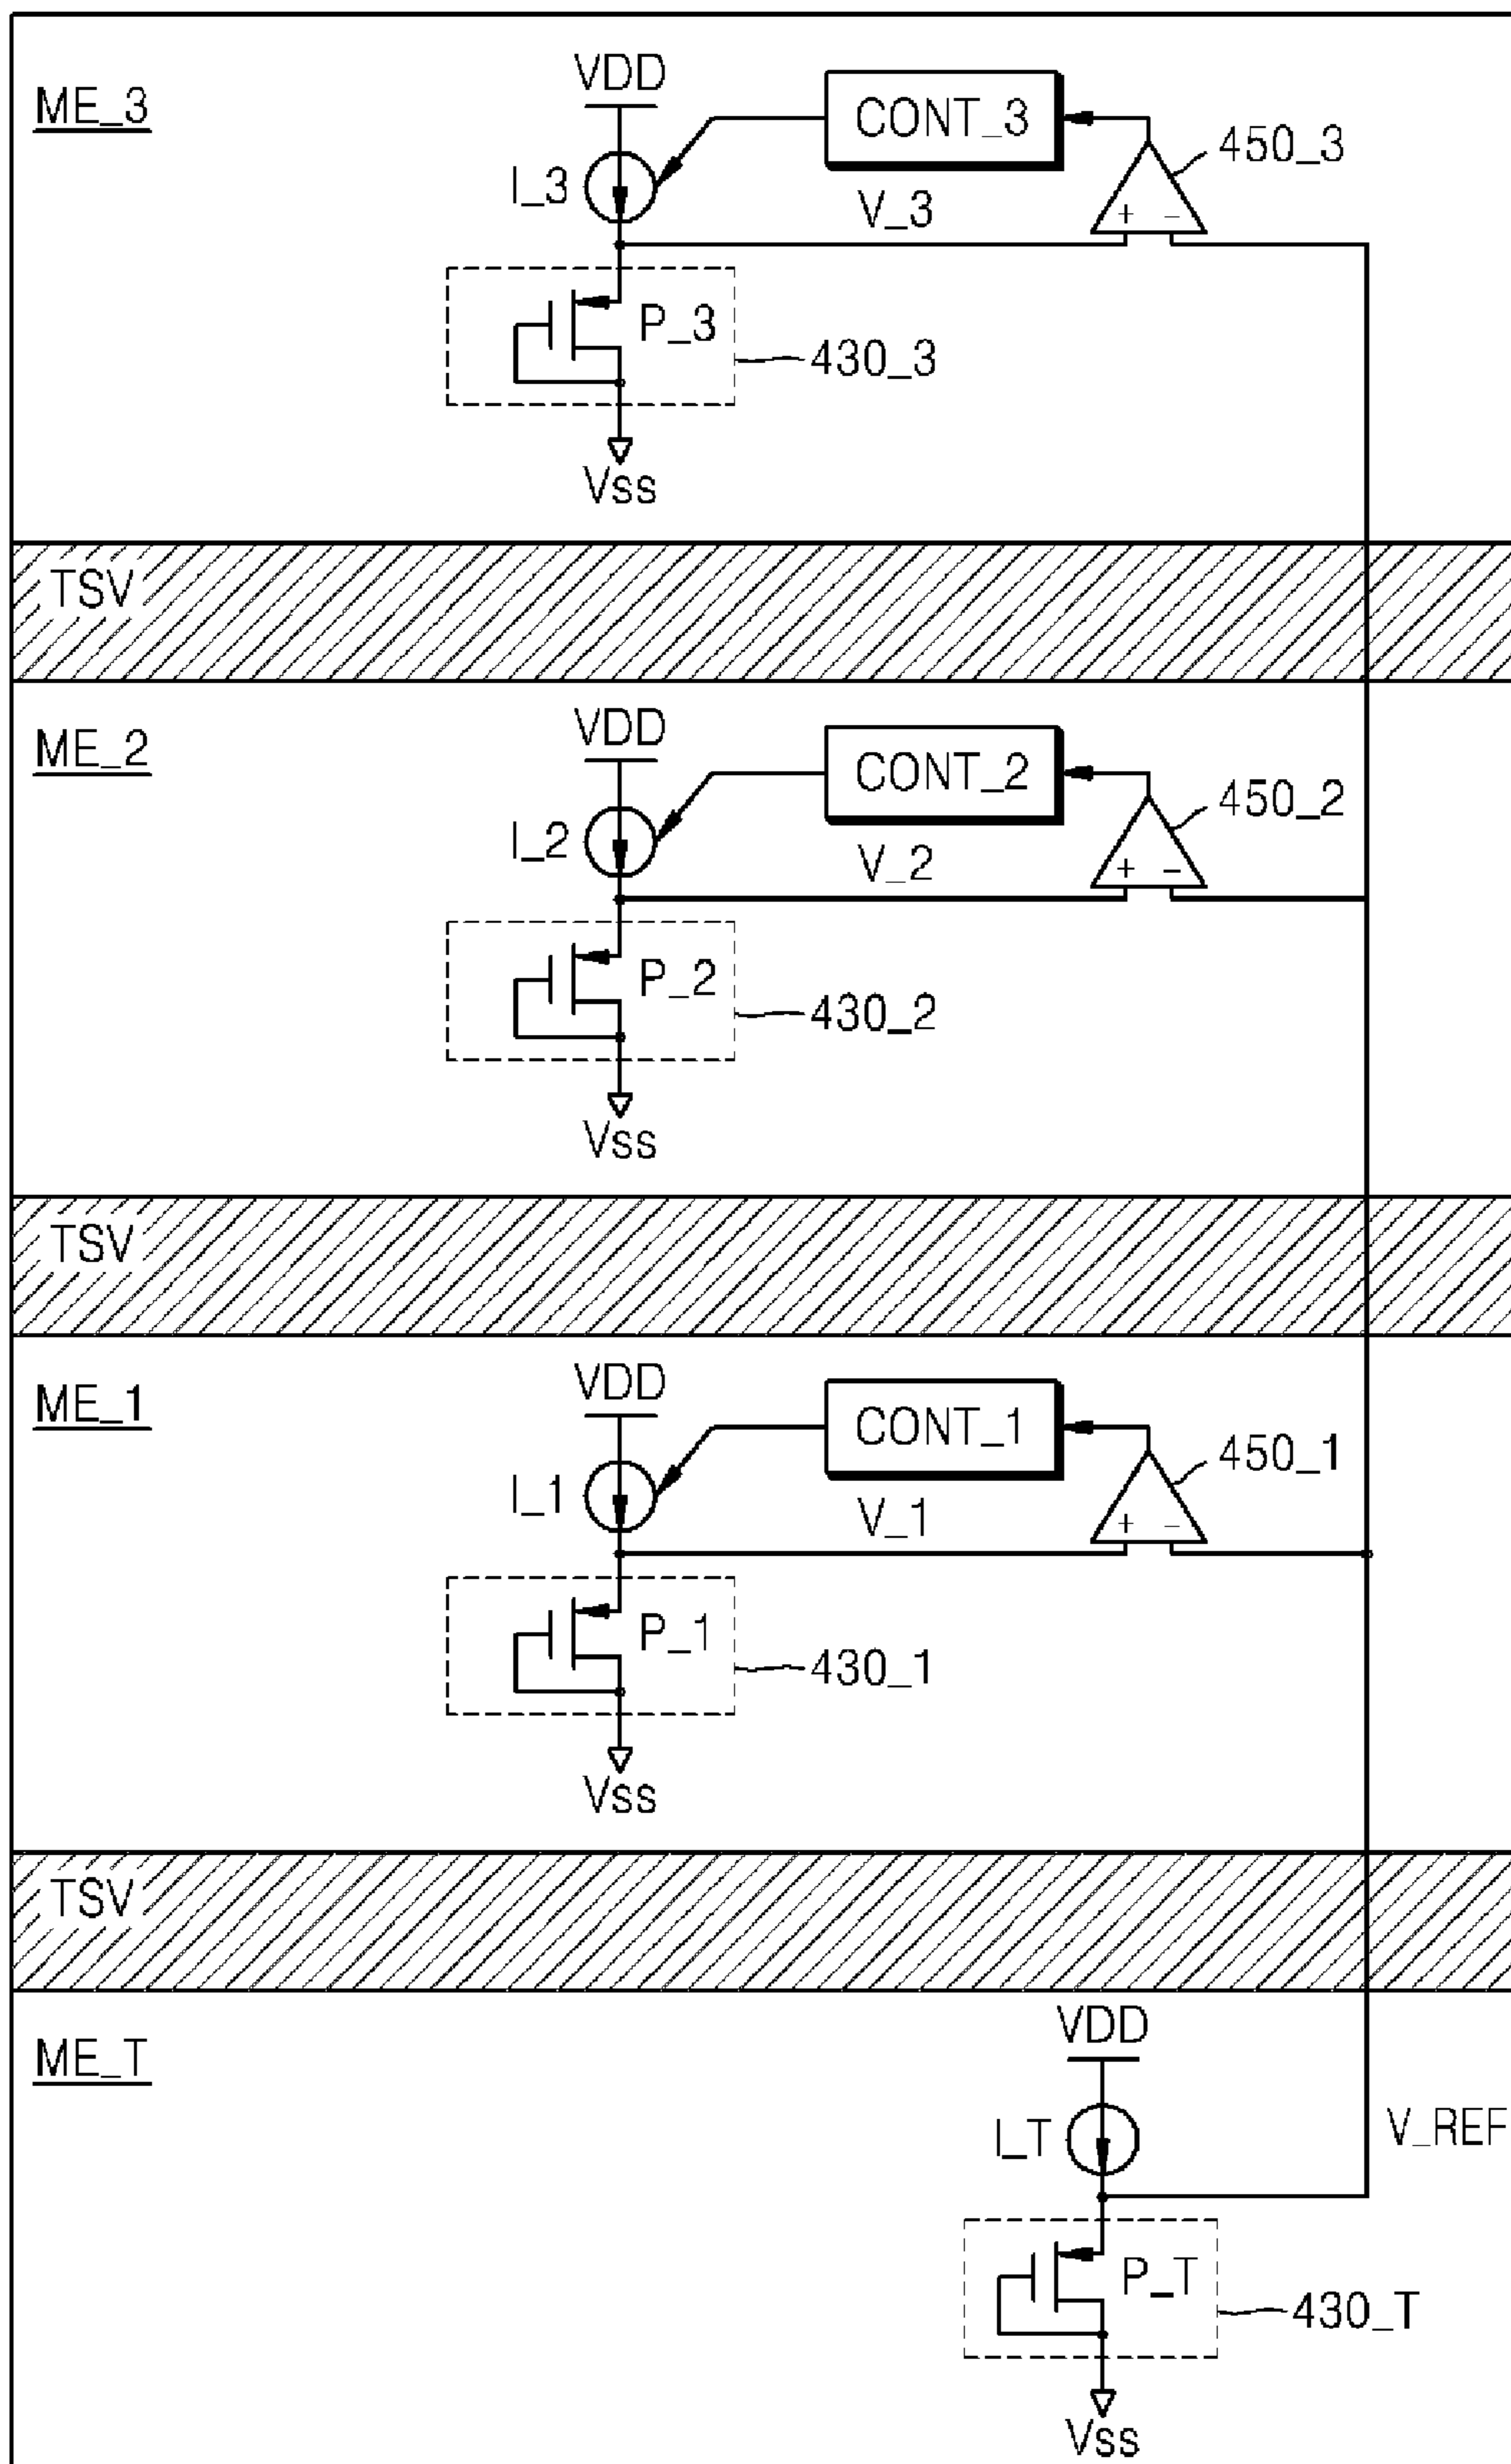 ME_3
VDD
CONT_3
450_3
I_3
V_3
+ −
P_3
430_3
Vss
TSV
ME_2
VDD
CONT_2
450_2
I_2
V_2
+ −
P_2
430_2
Vss
TSV
ME_1
VDD
CONT_1
450_1
I_1
V_1
+ −
P_1
430_1
Vss
TSV
ME_T
VDD
I_T
V_REF
P_T
430_T
Vss